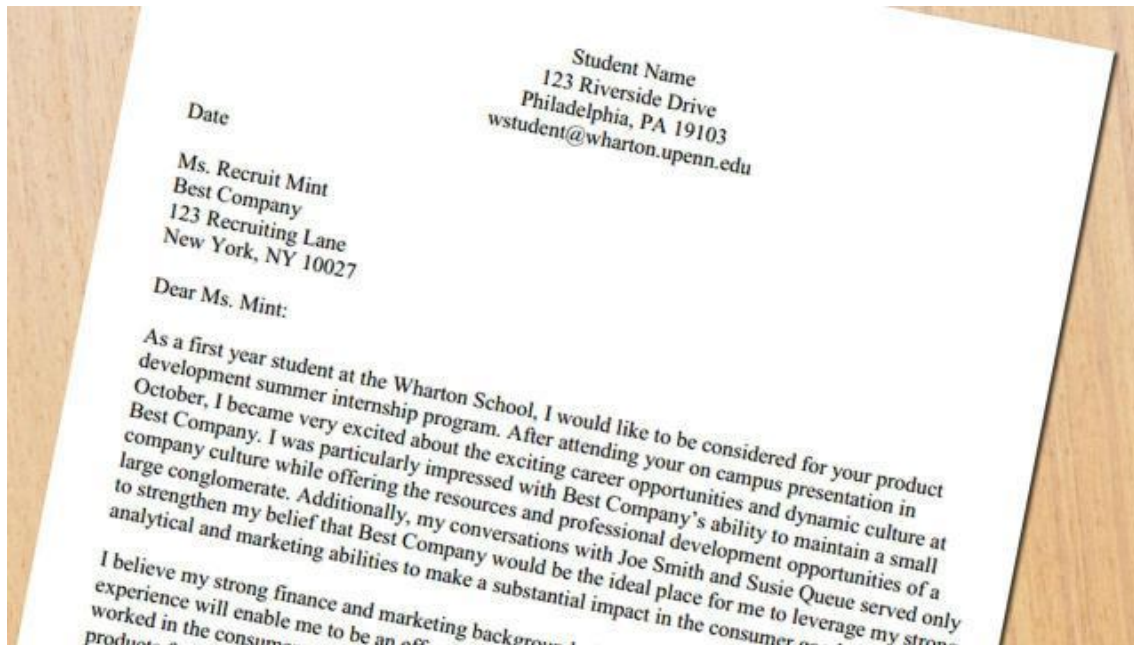 Student Name
123 Riverside Drive
Philadelphia, PA 19103
wstudent@wharton.upenn.edu
Date
Ms. Recruit Mint
Best Company
123 Recruiting Lane
New York, NY 10027
Dear Ms. Mint:
As a first year student at the Wharton School, I would like to be considered for your product
development summer internship program. After attending your on campus presentation in
October, I became very excited about the exciting career opportunities and dynamic culture at
Best Company. I was particularly impressed with Best Company’s ability to maintain a small
company culture while offering the resources and professional development opportunities of a
large conglomerate. Additionally, my conversations with Joe Smith and Susie Queue served only
to strengthen my belief that Best Company would be the ideal place for me to leverage my strong
analytical and marketing abilities to make a substantial impact in the consumer
I believe my strong finance and marketing background
experience will enable me to be an
worked in the consumer
products